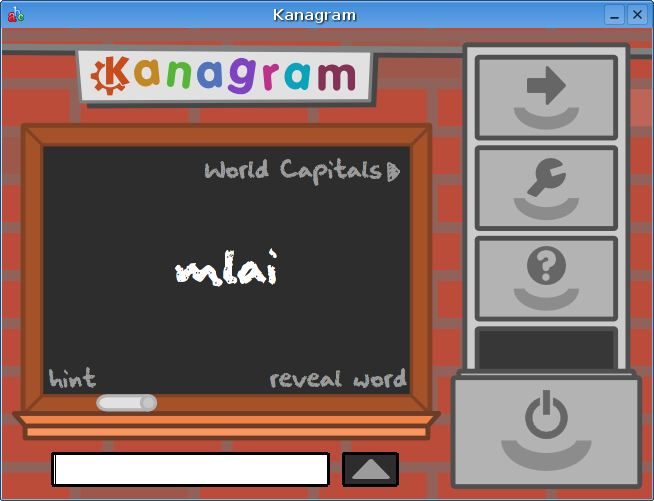 Kanagram
Kanagram
World Capitals
mlai
hint reveal word